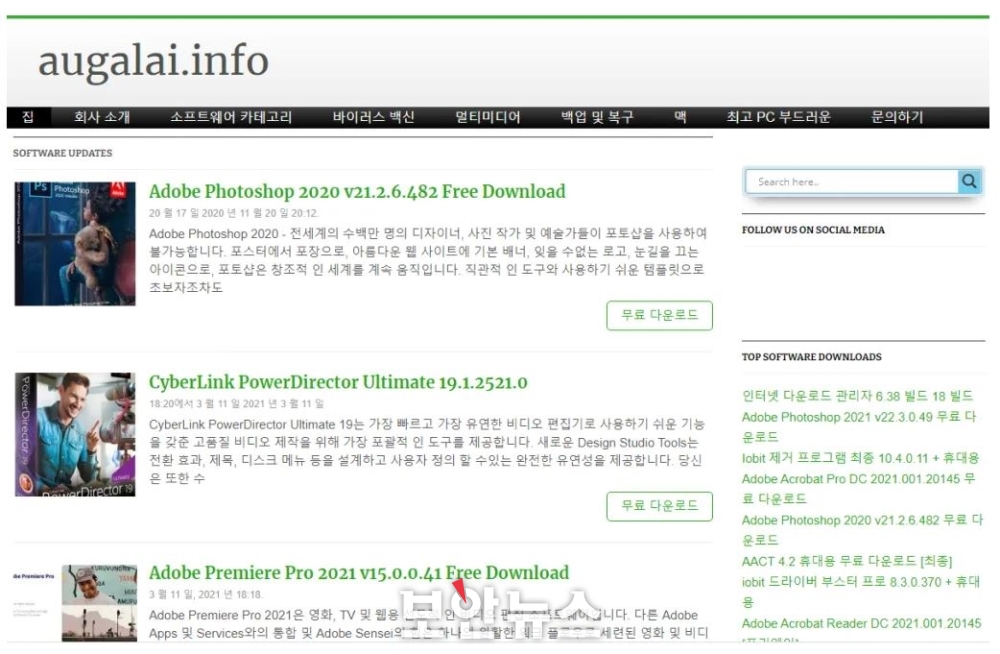 augalai.info
집 회사 소개 소프트웨어 카테고리 바이러스 백신 멀티미디어 백업 및 복구 맥 최고 PC 부드러운 문의하기
SOFTWARE UPDATES
Adobe Photoshop 2020 v21.2.6.482 Free Download
20 월 17 일 2020 년 11 월 20 일 20:12.
Adobe Photoshop 2020 - 전세계의 수백만 명의 디자이너, 사진 작가 및 예술가들이 포토샵을 사용하여
불가능합니다. 포스터에서 포장으로, 아름다운 웹 사이트에 기본 배너, 잊을 수없는 로고, 눈길을 끄는
아이콘으로, 포토샵은 창조적 인 세계를 계속 움직입니다. 직관적 인 도구와 사용하기 쉬운 템플릿으로
초보자조차도
무료 다운로드
CyberLink PowerDirector Ultimate 19.1.2521.0
18:20에서 3 월 11 일 2021 년 3 월 11 일
CyberLink PowerDirector Ultimate 19는 가장 빠르고 가장 유연한 비디오 편집기로 사용하기 쉬운 기능
을 갖춘 고품질 비디오 제작을 위해 가장 포괄적 인 도구를 제공합니다. 새로운 Design Studio Tools는
전환 효과, 제목, 디스크 메뉴 등을 설계하고 사용자 정의 할 수있는 완전한 유연성을 제공합니다. 당신
은 또한 수
무료 다운로드
Adobe Premiere Pro 2021 v15.0.0.41 Free Download
3 월 11 일, 2021 년 18:18.
Adobe Premiere Pro 2021은 영화, TV 및 웹용 다. 다른 Adobe
Apps 및 Services와의 통합 및 Adobe Sensei 세련된 영화 및 비디
보안뉴스
Search here..
FOLLOW US ON SOCIAL MEDIA
TOP SOFTWARE DOWNLOADS
인터넷 다운로드 관리자 6.38 빌드 18 빌드
Adobe Photoshop 2021 v22.3.0.49 무료 다
운로드
Iobit 제거 프로그램 최종 10.4.0.11 + 휴대용
Adobe Acrobat Pro DC 2021.001.20145 무
료 다운로드
Adobe Photoshop 2020 v21.2.6.482 무료 다
운로드
AACT 4.2 휴대용 무료 다운로드 [최종]
iobit 드라이버 부스터 프로 8.3.0.370 + 휴대
용
Adobe Acrobat Reader DC 2021.001.20145
Ps Photoshop
Adobe
PowerDirector
PowerDirector 19
be Premiere Pro